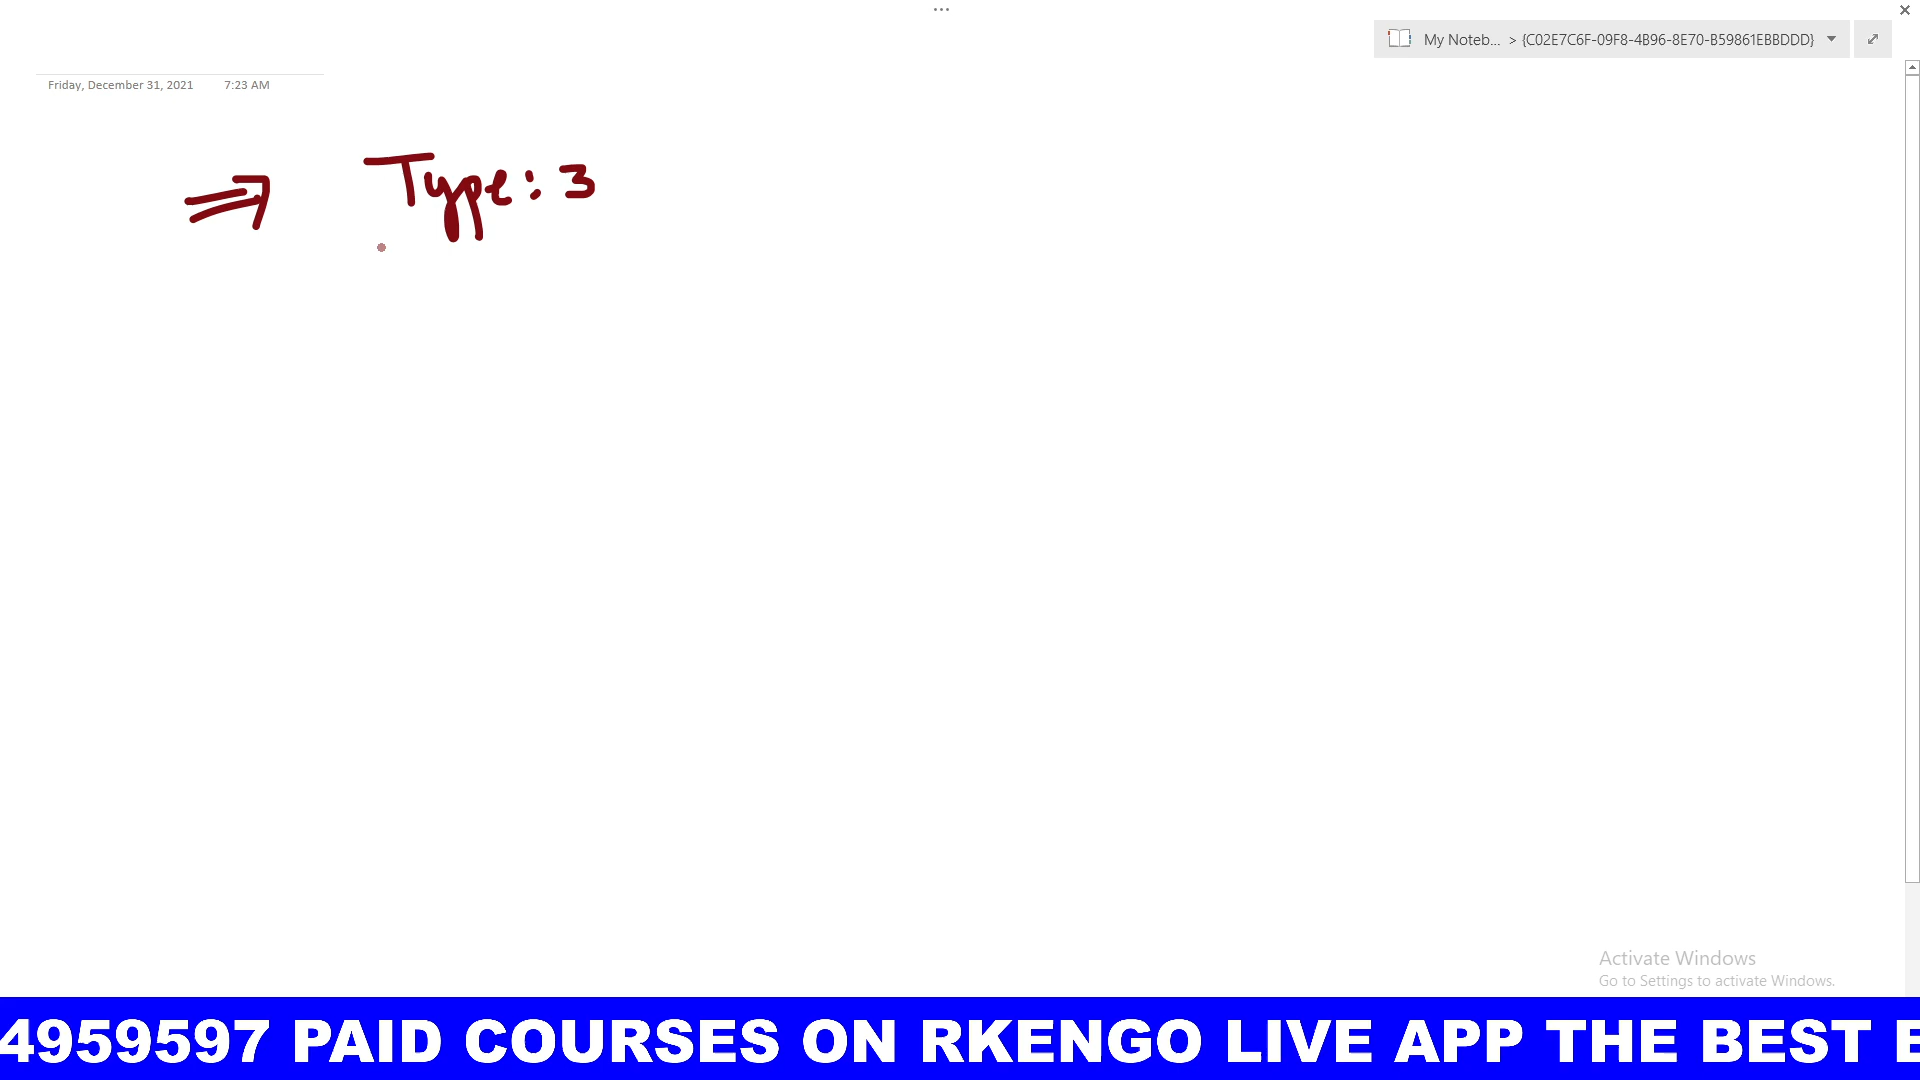 ...
My Noteb... > {C02E7C6F-09F8-4B96-8E70-B59861EBBDDD}
Friday, December 31, 2021 7:23 AM
⇒ Type: 3
Activate Windows
Go to Settings to activate Windows.
4959597 PAID COURSES ON RKENGO LIVE APP THE BEST E